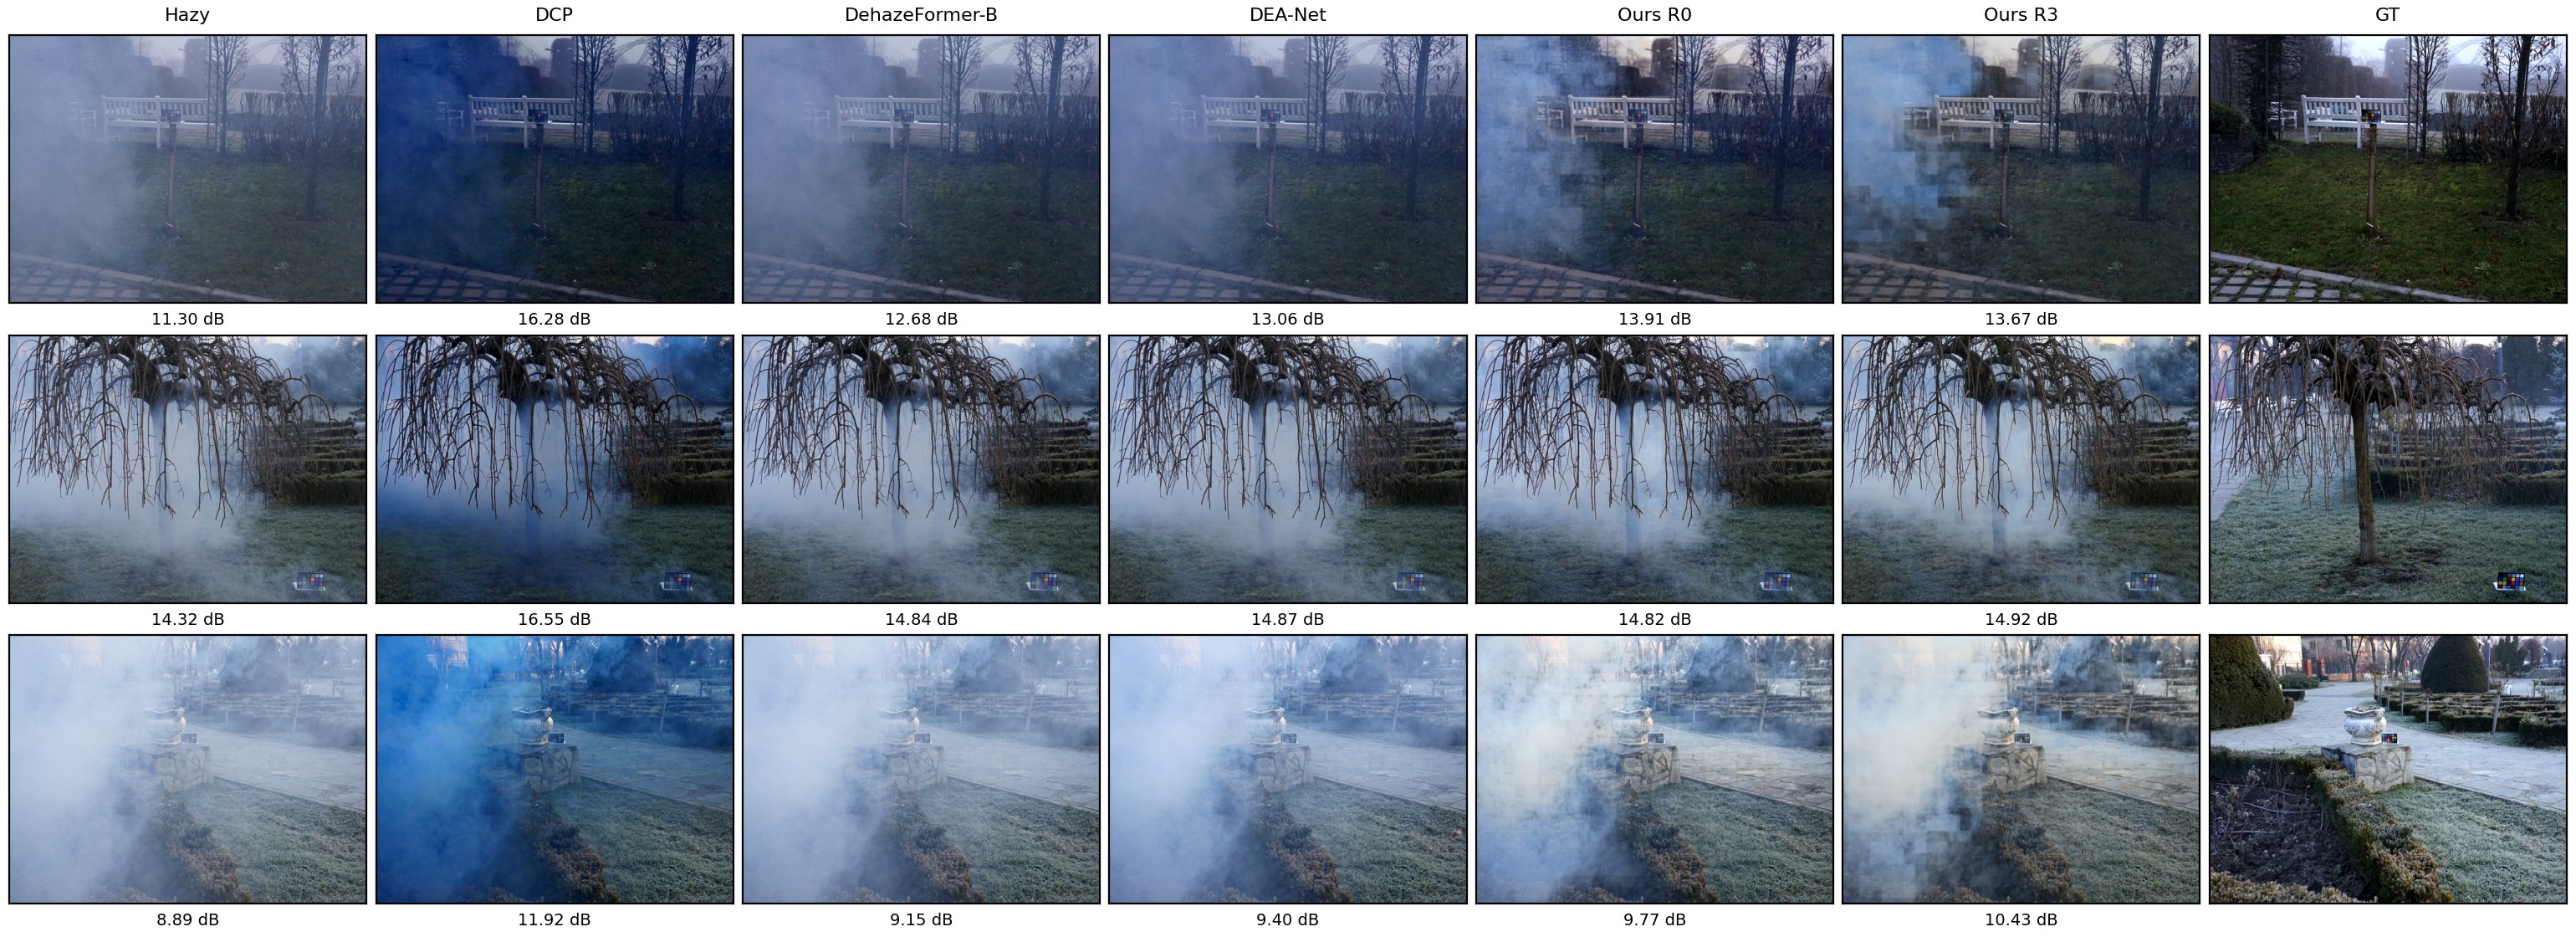 Hazy DCP DehazeFormer-B DEA-Net Ours R0 Ours R3 GT
11.30 dB 16.28 dB 12.68 dB 13.06 dB 13.91 dB 13.67 dB
14.32 dB 16.55 dB 14.84 dB 14.87 dB 14.82 dB 14.92 dB
8.89 dB 11.92 dB 9.15 dB 9.40 dB 9.77 dB 10.43 dB